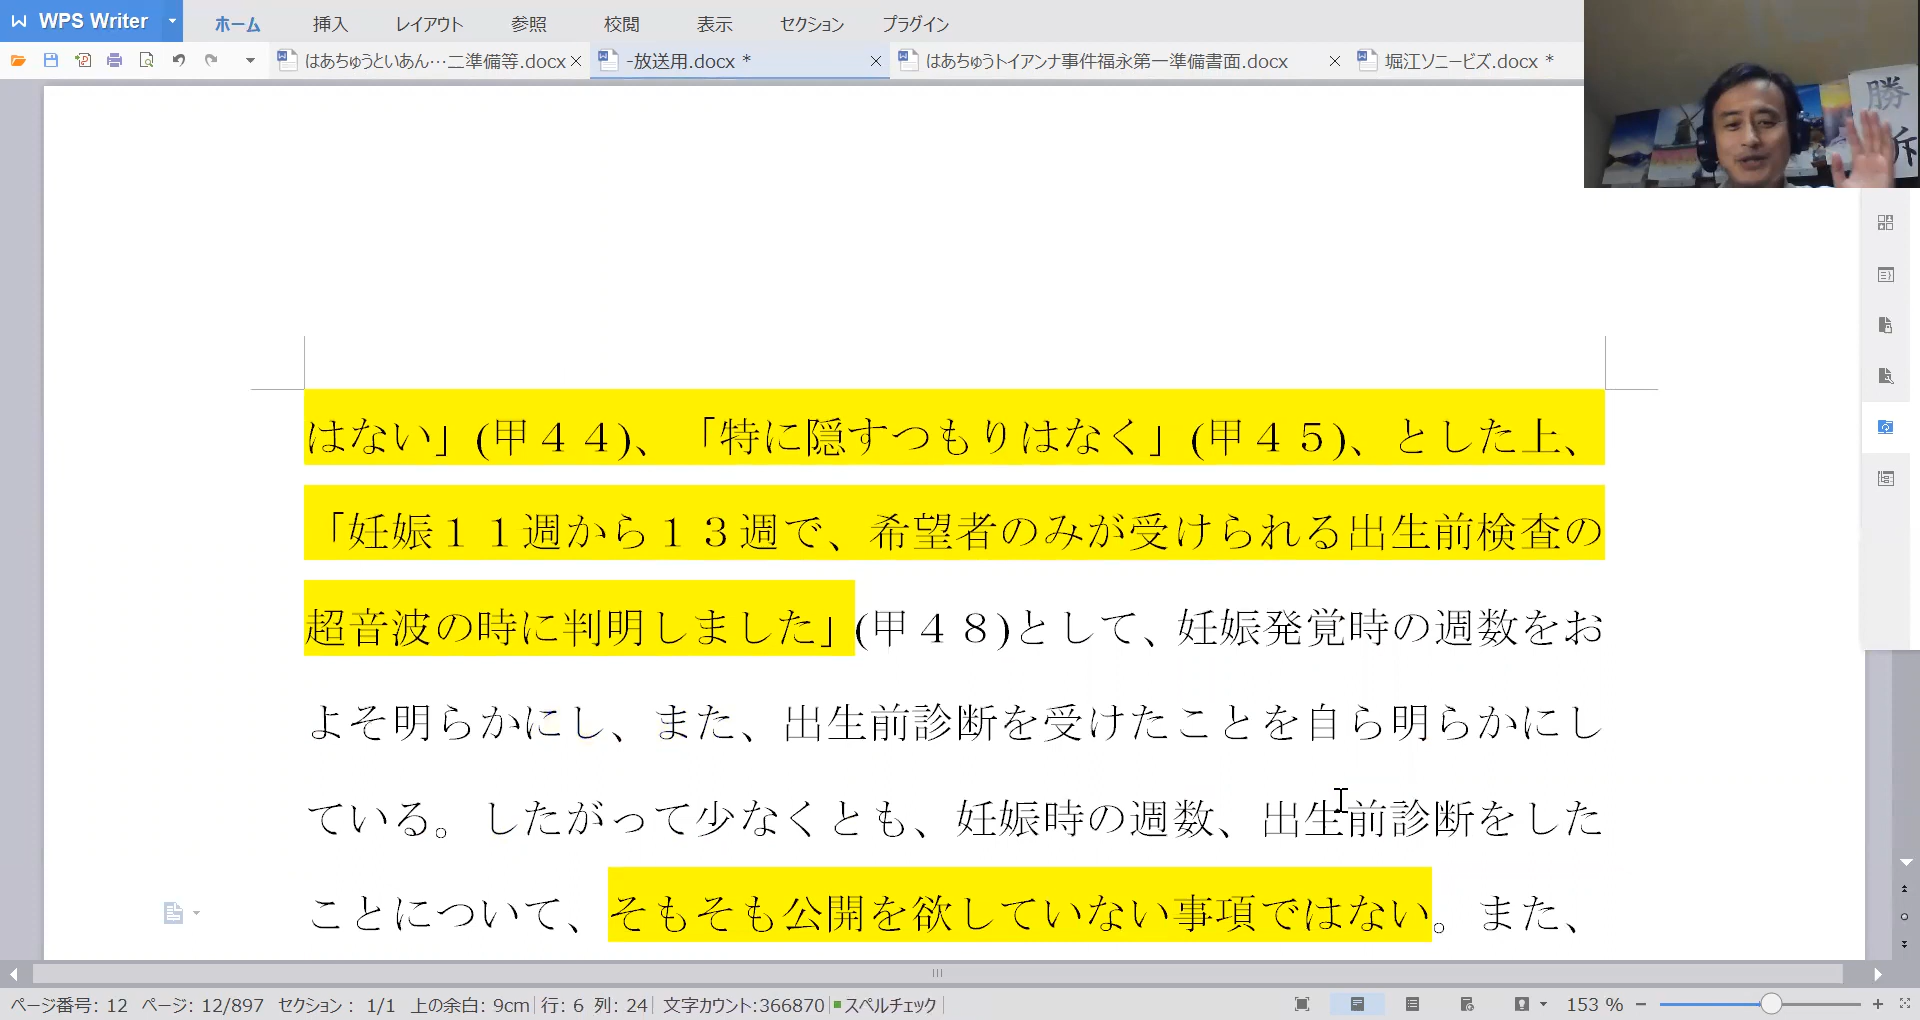 WPS Writer
ホーム 挿入 レイアウト 参照 校閲 表示 セクション プラグイン
はあちゅうといあん…二準備等.docx × -放送用.docx * × はあちゅうトイアンナ事件福永第一準備書面.docx × 堀江ソニービズ.docx *
勝
訴
はない」(甲４４)、「特に隠すつもりはなく」(甲４５)、とした上、
「妊娠１１週から１３週で、希望者のみが受けられる出生前検査の
超音波の時に判明しました」(甲４８)として、妊娠発覚時の週数をお
よそ明らかにし、また、出生前診断を受けたことを自ら明らかにし
ている。したがって少なくとも、妊娠時の週数、出生前診断をした
ことについて、そもそも公開を欲していない事項ではない。また、
ページ番号: 12 ページ: 12/897 セクション: 1/1 上の余白: 9cm 行: 6 列: 24 文字カウント:366870 スペルチェック 153 %